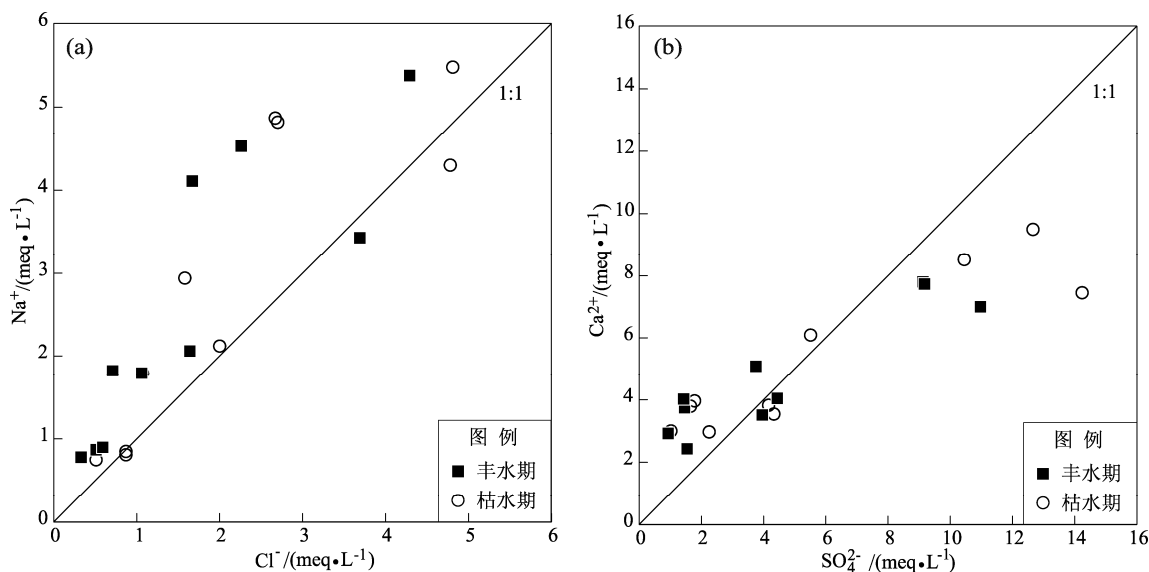 (a)
6
5
4
3
2
1
0
Na⁺/(meq•L⁻¹)
1:1
图 例
丰水期
枯水期
0 1 2 3 4 5 6
Cl⁻/(meq•L⁻¹)
(b)
16
14
12
10
8
6
4
2
0
Ca²⁺/(meq•L⁻¹)
1:1
图 例
丰水期
枯水期
0 2 4 6 8 10 12 14 16
SO₄²⁻/(meq•L⁻¹)